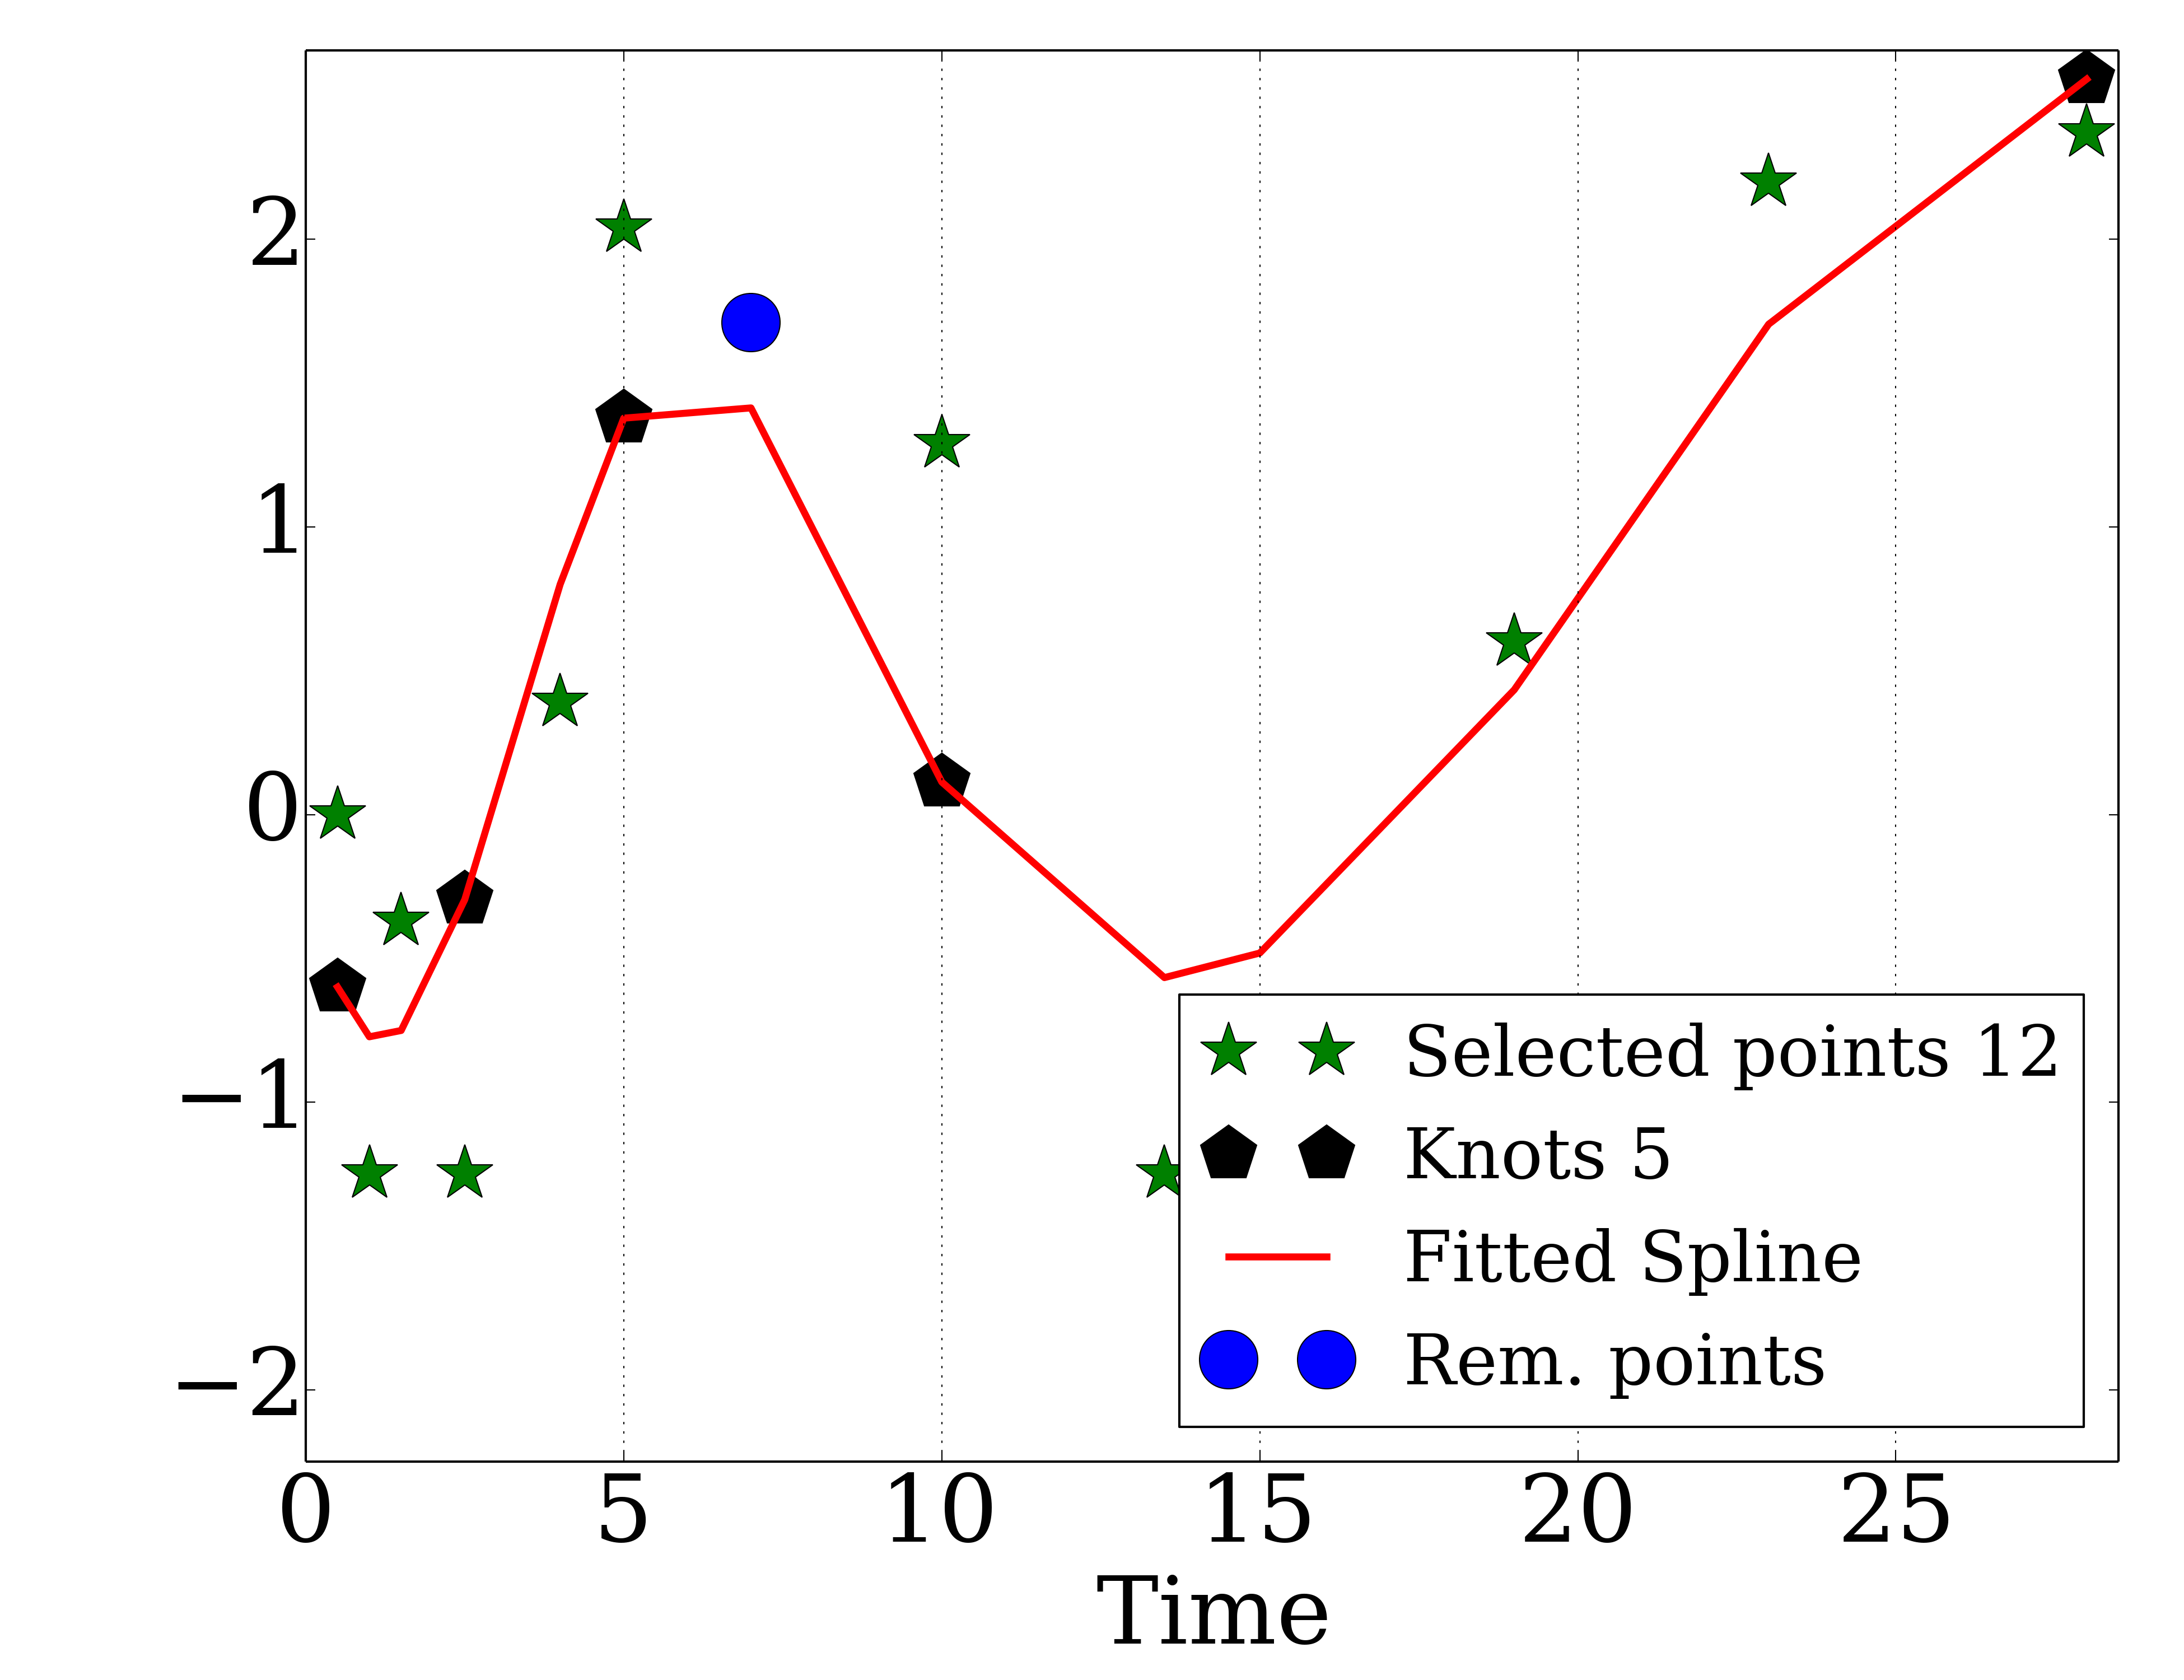 2
1
0
−1
−2
Selected points 12
Knots 5
Fitted Spline
Rem. points
0 5 10 15 20 25
Time